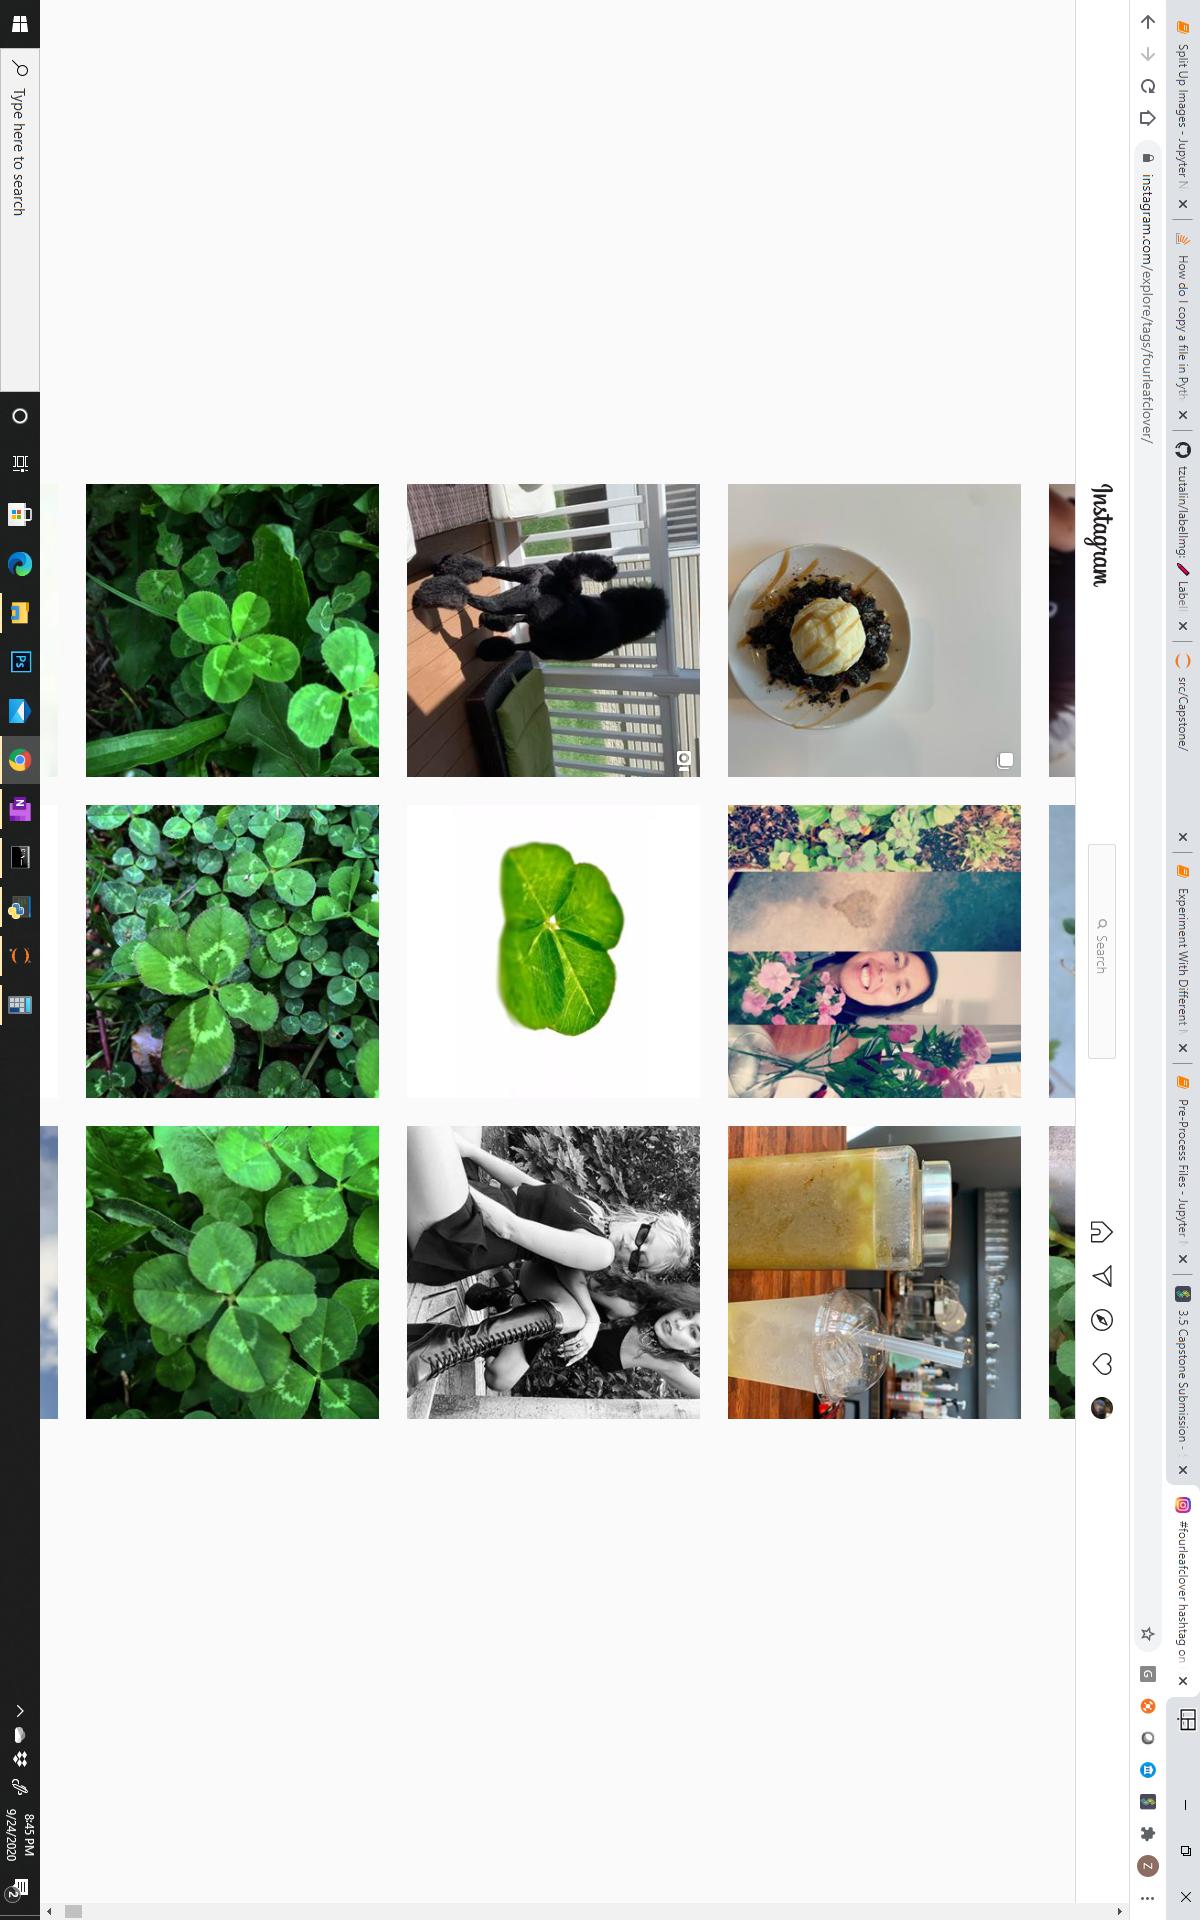 Split Up Images - Jupyter N
How do I copy a file in Pyth
tzutalin/labelImg: Label
src/Capstone/
Experiment With Different
Pre-Process Files - Jupyter
3.5 Capstone Submission -
#fourleafclover hashtag on
instagram.com/explore/tags/fourleafclover/
G
Z
Instagram
Search
Type here to search
Ps
N
8:45 PM
9/24/2020
2